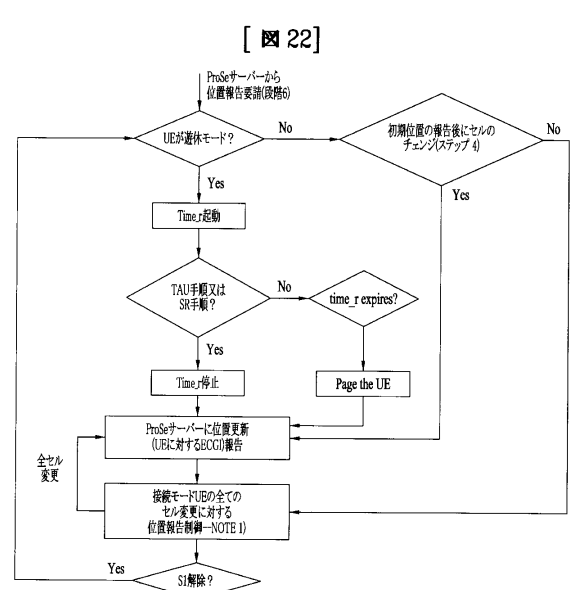 [図 22]
ProSeサーバーから
位置報告要請(段階6)
UEが遊休モード？
No
初期位置の報告後にセルの
チェンジ(ステップ 4)
No
Yes
Yes
Time_r起動
TAU手順又は
SR手順？
No
time_r expires?
Yes
Time_r停止
Page the UE
ProSeサーバーに位置更新
(UEに対するECGI)報告
全セル
変更
接続モードUEの全ての
セル変更に対する
位置報告制御--NOTE 1)
Yes
S1解除？